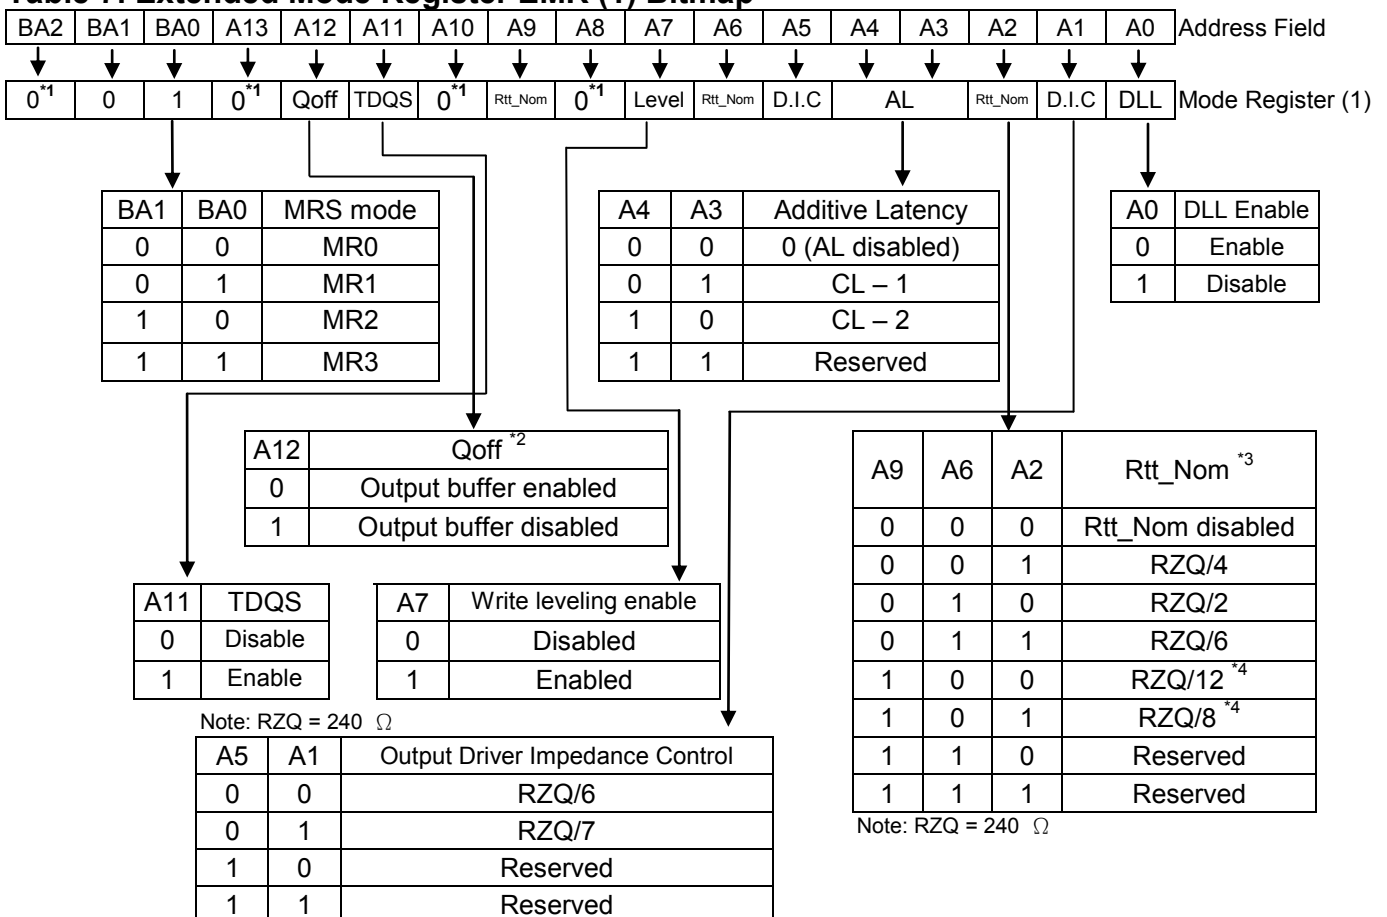 Table 7. Extended Mode Register EMR (1) Bitmap
BA2 BA1 BA0 A13 A12 A11 A10 A9 A8 A7 A6 A5 A4 A3 A2 A1 A0 Address Field
0*1 0 1 0*1 Qoff TDQS 0*1 Rtt_Nom 0*1 Level Rtt_Nom D.I.C AL Rtt_Nom D.I.C DLL Mode Register (1)
BA1 BA0 MRS mode
0 0 MR0
0 1 MR1
1 0 MR2
1 1 MR3
A4 A3 Additive Latency
0 0 0 (AL disabled)
0 1 CL – 1
1 0 CL – 2
1 1 Reserved
A0 DLL Enable
0 Enable
1 Disable
A12 Qoff *2
0 Output buffer enabled
1 Output buffer disabled
A9 A6 A2 Rtt_Nom *3
0 0 0 Rtt_Nom disabled
0 0 1 RZQ/4
0 1 0 RZQ/2
0 1 1 RZQ/6
1 0 0 RZQ/12 *4
1 0 1 RZQ/8 *4
1 1 0 Reserved
1 1 1 Reserved
Note: RZQ = 240 Ω
A11 TDQS
0 Disable
1 Enable
A7 Write leveling enable
0 Disabled
1 Enabled
Note: RZQ = 240 Ω
A5 A1 Output Driver Impedance Control
0 0 RZQ/6
0 1 RZQ/7
1 0 Reserved
1 1 Reserved